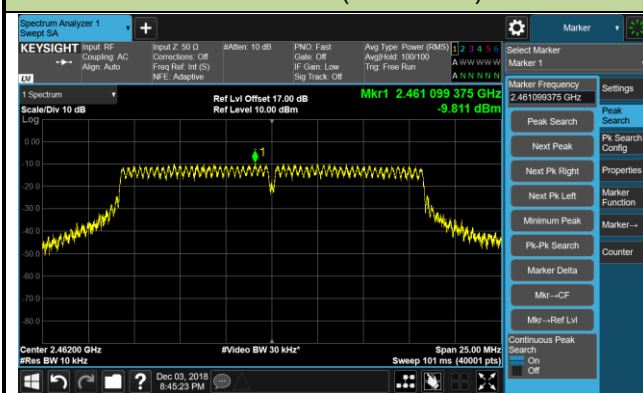 Spectrum Analyzer 1
Swept SA
+
Marker
KEYSIGHT
Input: RF
Coupling: AC
Align: Auto
Input Z: 50 Ω
Corrections: Off
Freq Ref: Int (S)
NFE: Adaptive
#Atten: 10 dB
PNO: Fast
Gate: Off
IF Gain: Low
Sig Track: Off
Avg Type: Power (RMS)
Avg|Hold: 100/100
Trig: Free Run
1 2 3 4 5 6
A W W W W W
A N N N N N
LXI
Select Marker
Marker 1
1 Spectrum
Scale/Div 10 dB
Log
Ref Lvl Offset 17.00 dB
Ref Level 10.00 dBm
Mkr1 2.461 099 375 GHz
-9.811 dBm
0.00
-10.0
-20.0
-30.0
-40.0
-50.0
-60.0
-70.0
-80.0
1
Center 2.46200 GHz
#Res BW 10 kHz
#Video BW 30 kHz*
Span 25.00 MHz
Sweep 101 ms (40001 pts)
Marker Frequency
2.461099375 GHz
Peak Search
Next Peak
Next Pk Right
Next Pk Left
Minimum Peak
Pk-Pk Search
Marker Delta
Mkr→CF
Mkr→Ref Lvl
Continuous Peak
Search
On
Off
Settings
Peak
Search
Pk Search
Config
Properties
Marker
Function
Marker→
Counter
?
Dec 03, 2018
8:45:23 PM